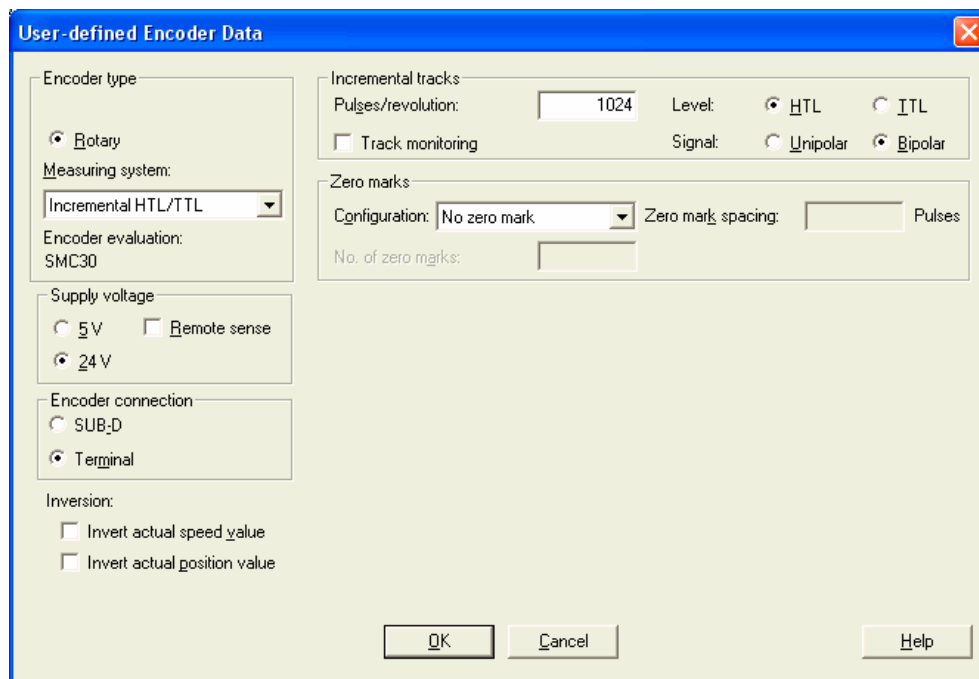 User-defined Encoder Data
Encoder type
Rotary
Measuring system:
Incremental HTL/TTL
Encoder evaluation:
SMC30
Supply voltage
5 V
Remote sense
24 V
Encoder connection
SUB-D
Terminal
Inversion:
Invert actual speed value
Invert actual position value
Incremental tracks
Pulses/revolution: 1024 Level: HTL TTL
Track monitoring Signal: Unipolar Bipolar
Zero marks
Configuration: No zero mark Zero mark spacing: Pulses
No. of zero marks:
OK Cancel Help